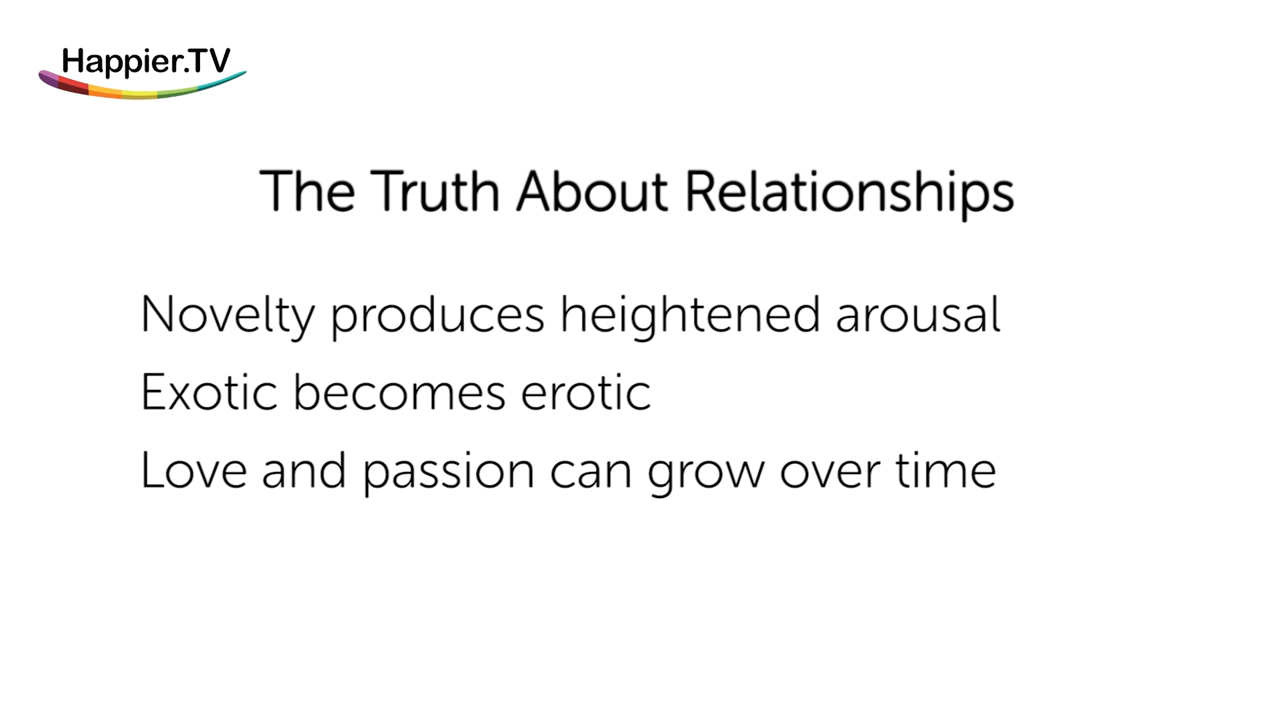 Happier.TV
The Truth About Relationships
Novelty produces heightened arousal
Exotic becomes erotic
Love and passion can grow over time